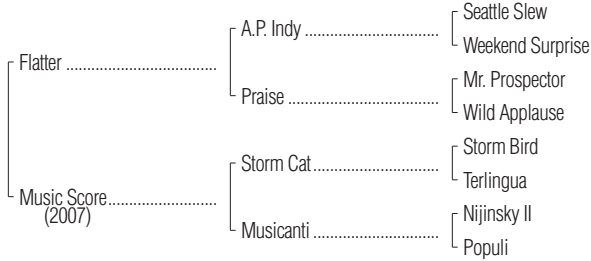 Seattle Slew
A.P. Indy
Weekend Surprise
Flatter
Mr. Prospector
Praise
Wild Applause
Storm Bird
Storm Cat
Terlingua
Music Score
(2007)
Nijinsky II
Musicanti
Populi